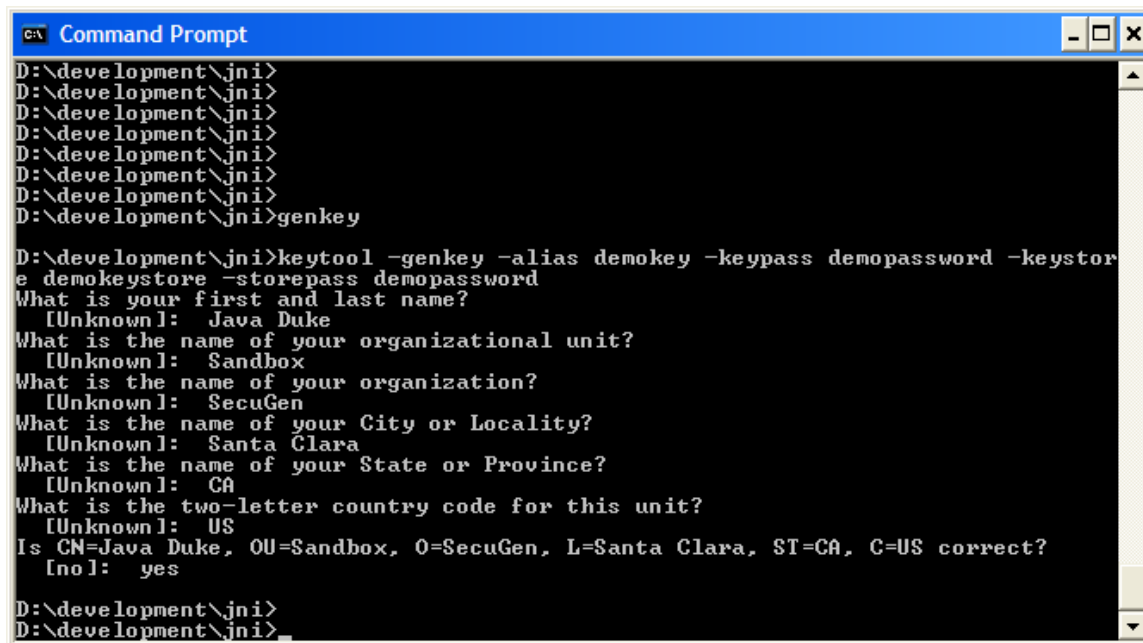 Command Prompt
D:\development\jni>
D:\development\jni>
D:\development\jni>
D:\development\jni>
D:\development\jni>
D:\development\jni>
D:\development\jni>
D:\development\jni>genkey
D:\development\jni>keytool -genkey -alias demokey -keypass demopassword -keystor
e demokeystore -storepass demopassword
What is your first and last name?
[Unknown]:  Java Duke
What is the name of your organizational unit?
[Unknown]:  Sandbox
What is the name of your organization?
[Unknown]:  SecuGen
What is the name of your City or Locality?
[Unknown]:  Santa Clara
What is the name of your State or Province?
[Unknown]:  CA
What is the two-letter country code for this unit?
[Unknown]:  US
Is CN=Java Duke, OU=Sandbox, O=SecuGen, L=Santa Clara, ST=CA, C=US correct?
[no]:  yes
D:\development\jni>
D:\development\jni>_